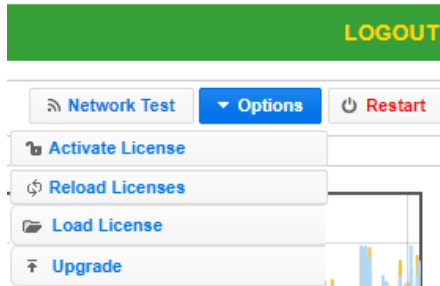 LOGOUT
Network Test Options Restart
Activate License
Reload Licenses
Load License
Upgrade